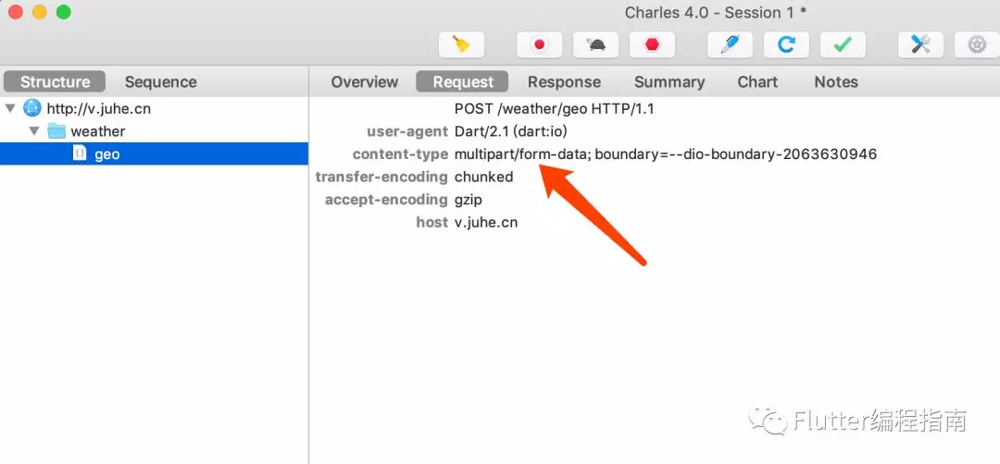 Charles 4.0 - Session 1 *
Structure Sequence
Overview Request Response Summary Chart Notes
http://v.juhe.cn
weather
geo
POST /weather/geo HTTP/1.1
user-agent Dart/2.1 (dart:io)
content-type multipart/form-data; boundary=--dio-boundary-2063630946
transfer-encoding chunked
accept-encoding gzip
host v.juhe.cn
Flutter编程指南